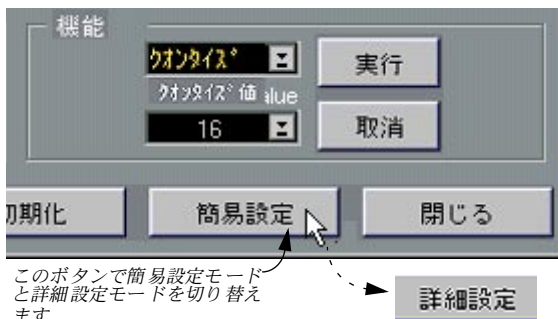 機能
クオンタイズ
実行
クオンタイズ値 alue
16
取消
期化
簡易設定
閉じる
このボタンで簡易設定モード
と詳細設定モードを切り替え
ます
詳細設定